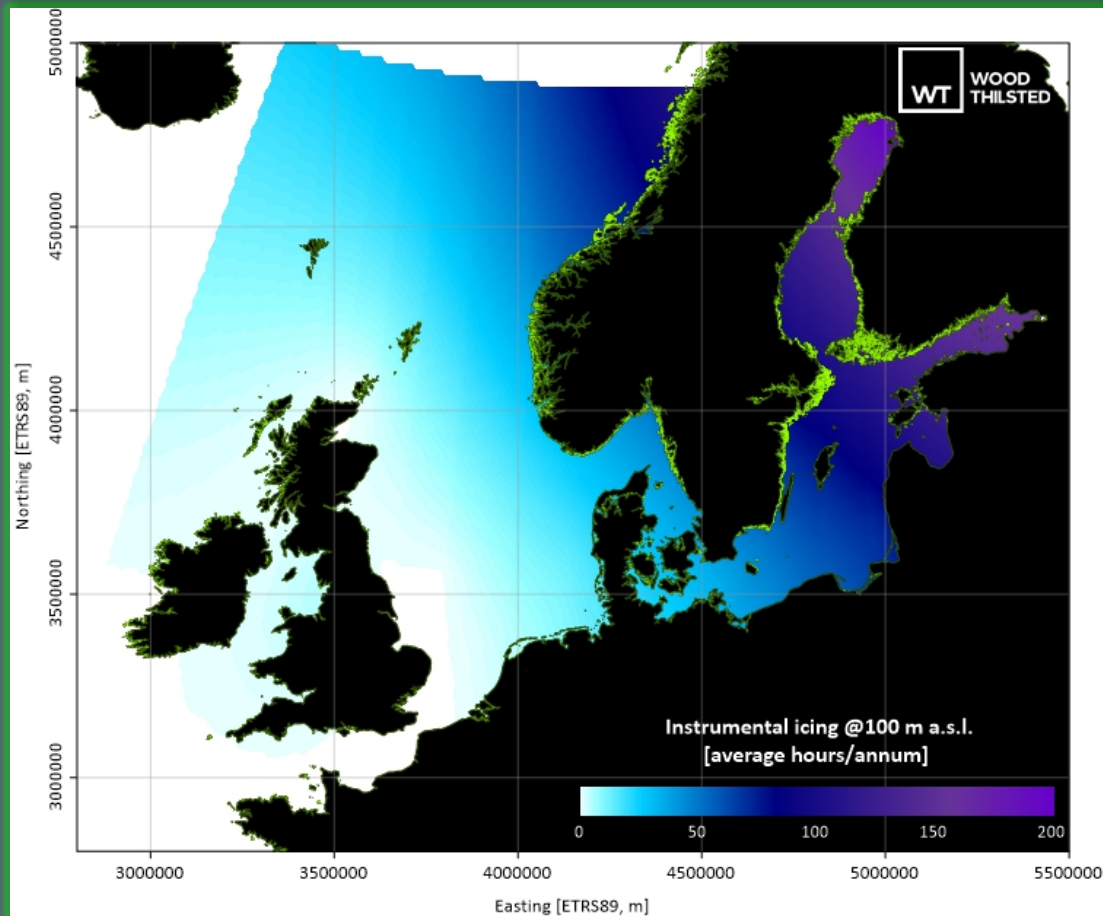 WT
WOOD
THILSTED
5000000
4500000
4000000
3500000
3000000
Northing [ETRS89, m]
Instrumental icing @100 m a.s.l.
[average hours/annum]
0 50 100 150 200
3000000 3500000 4000000 4500000 5000000 5500000
Easting [ETRS89, m]